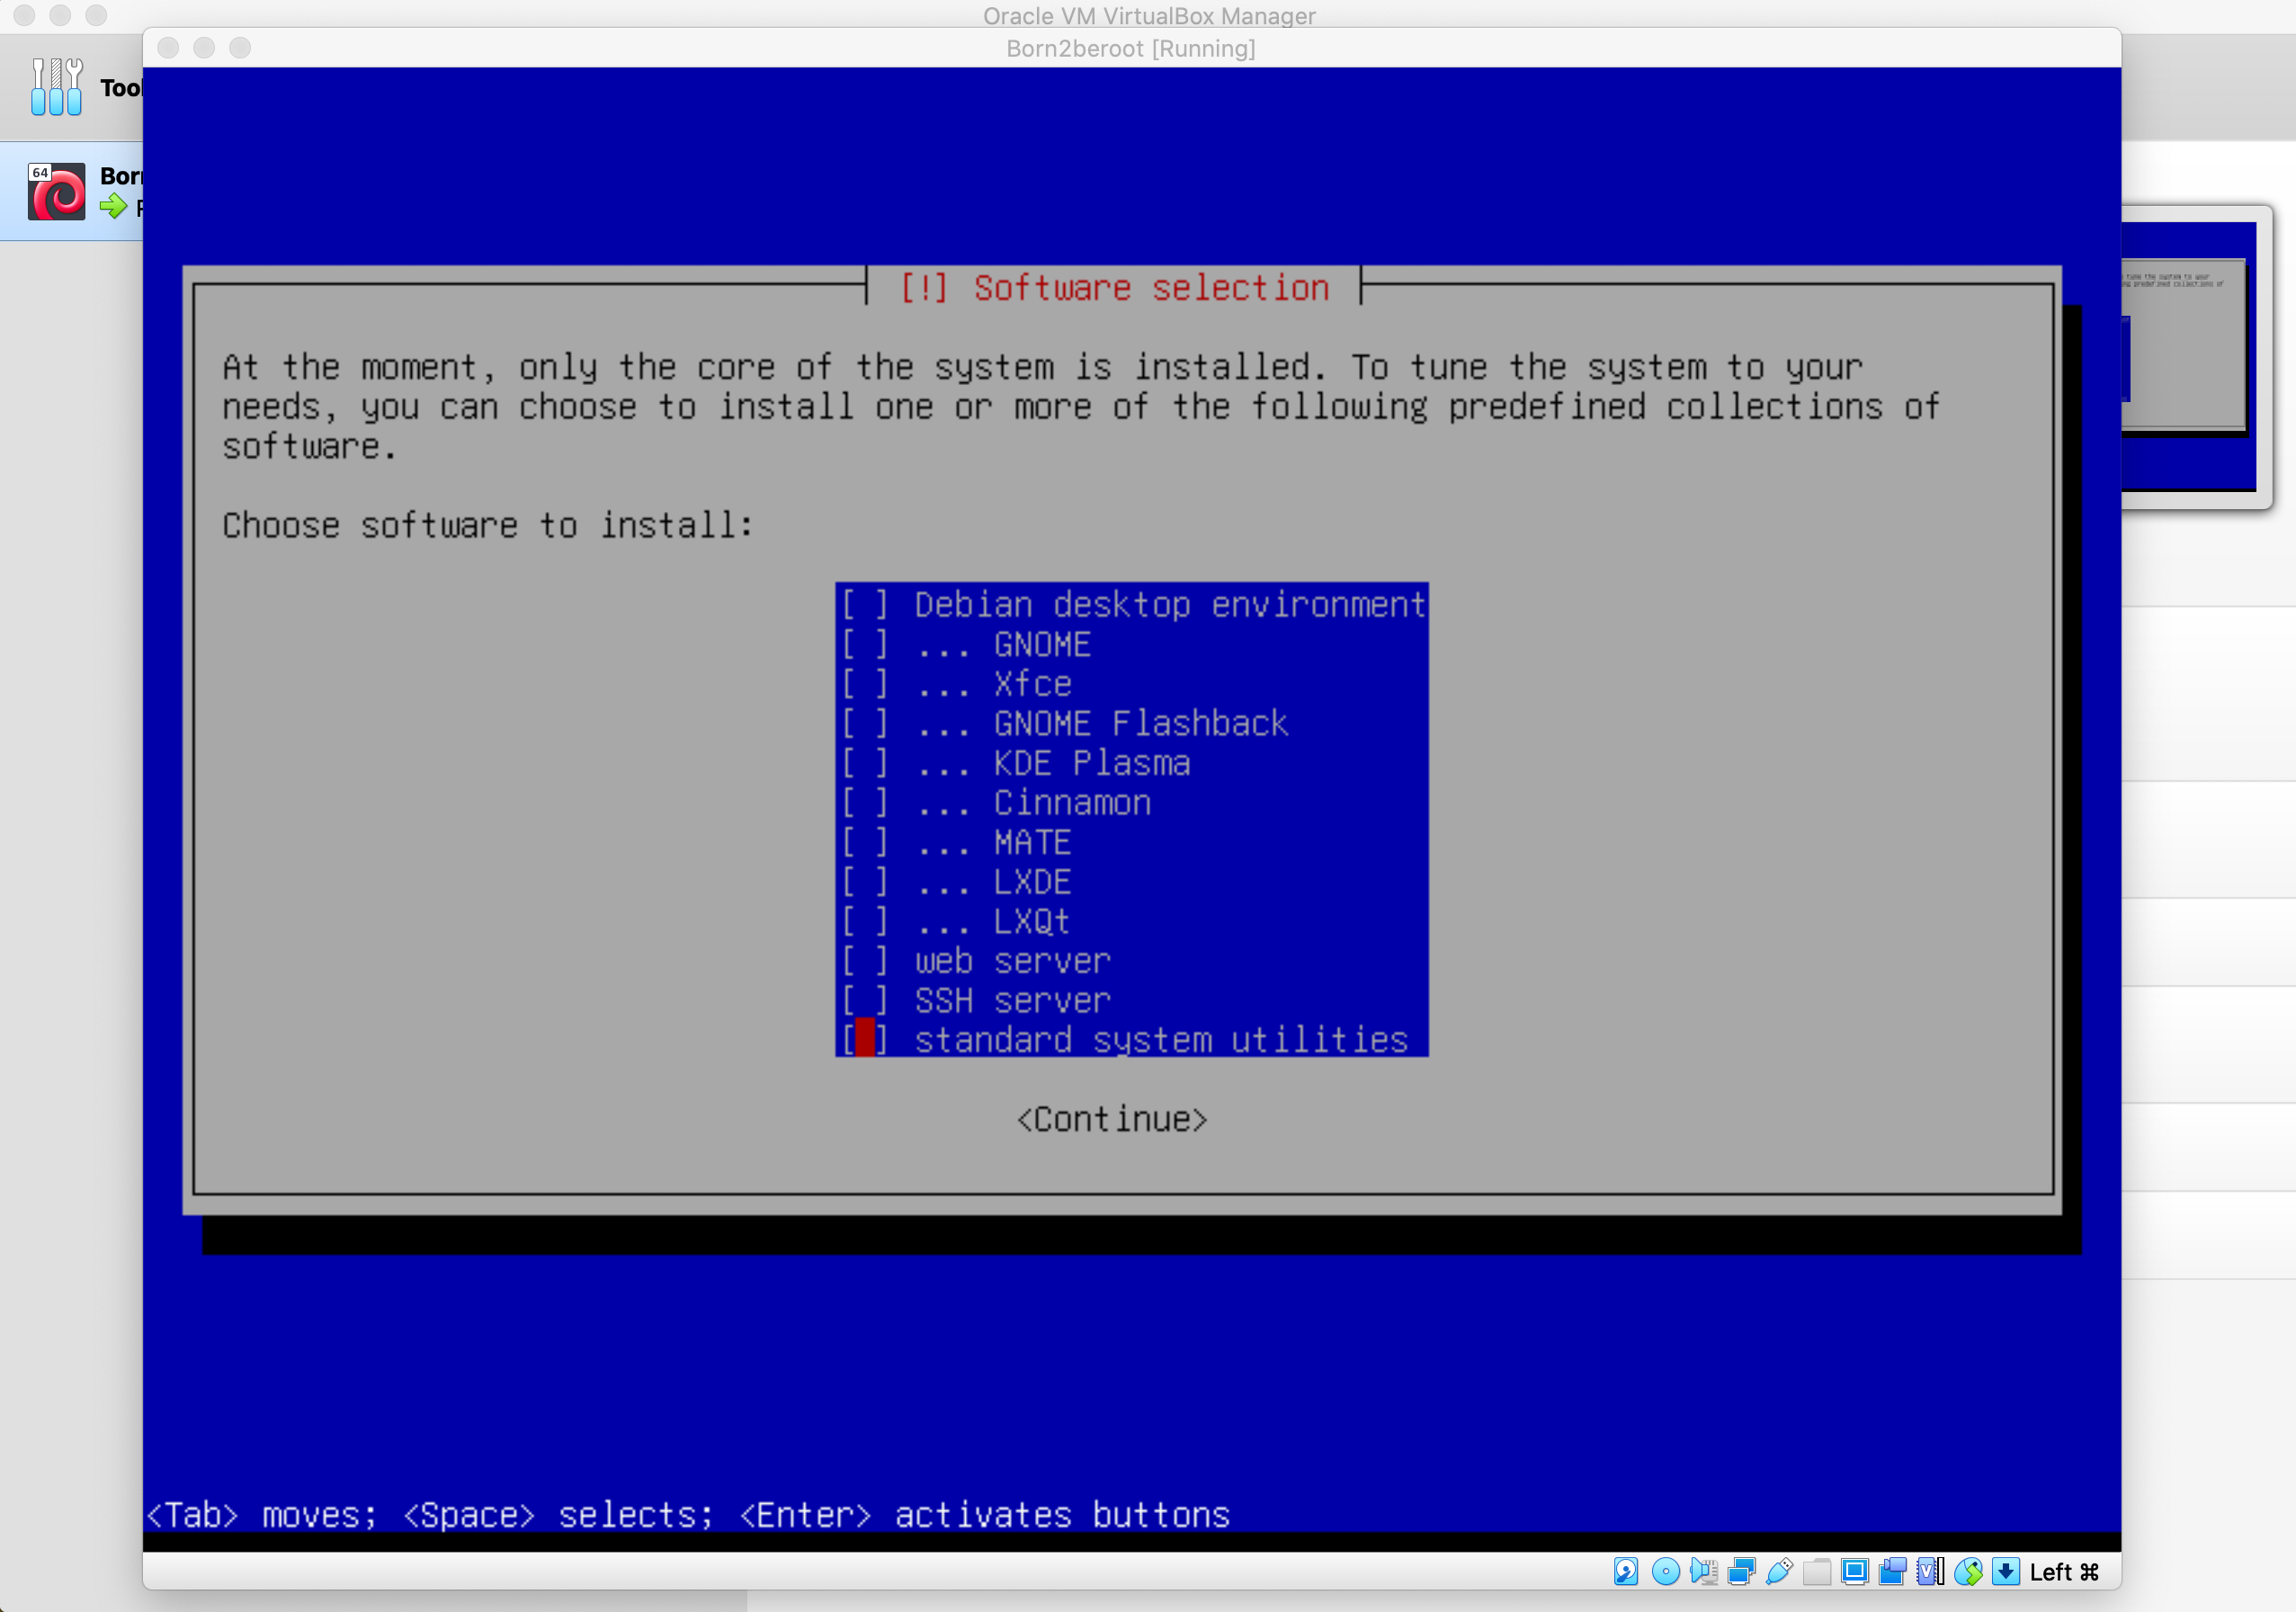 Oracle VM VirtualBox Manager
Born2beroot [Running]
64
[!] Software selection
At the moment, only the core of the system is installed. To tune the system to your
needs, you can choose to install one or more of the following predefined collections of
software.
Choose software to install:
[ ] Debian desktop environment
[ ] ... GNOME
[ ] ... Xfce
[ ] ... GNOME Flashback
[ ] ... KDE Plasma
[ ] ... Cinnamon
[ ] ... MATE
[ ] ... LXDE
[ ] ... LXQt
[ ] web server
[ ] SSH server
[ ] standard system utilities
<Continue>
<Tab> moves; <Space> selects; <Enter> activates buttons
Left ⌘